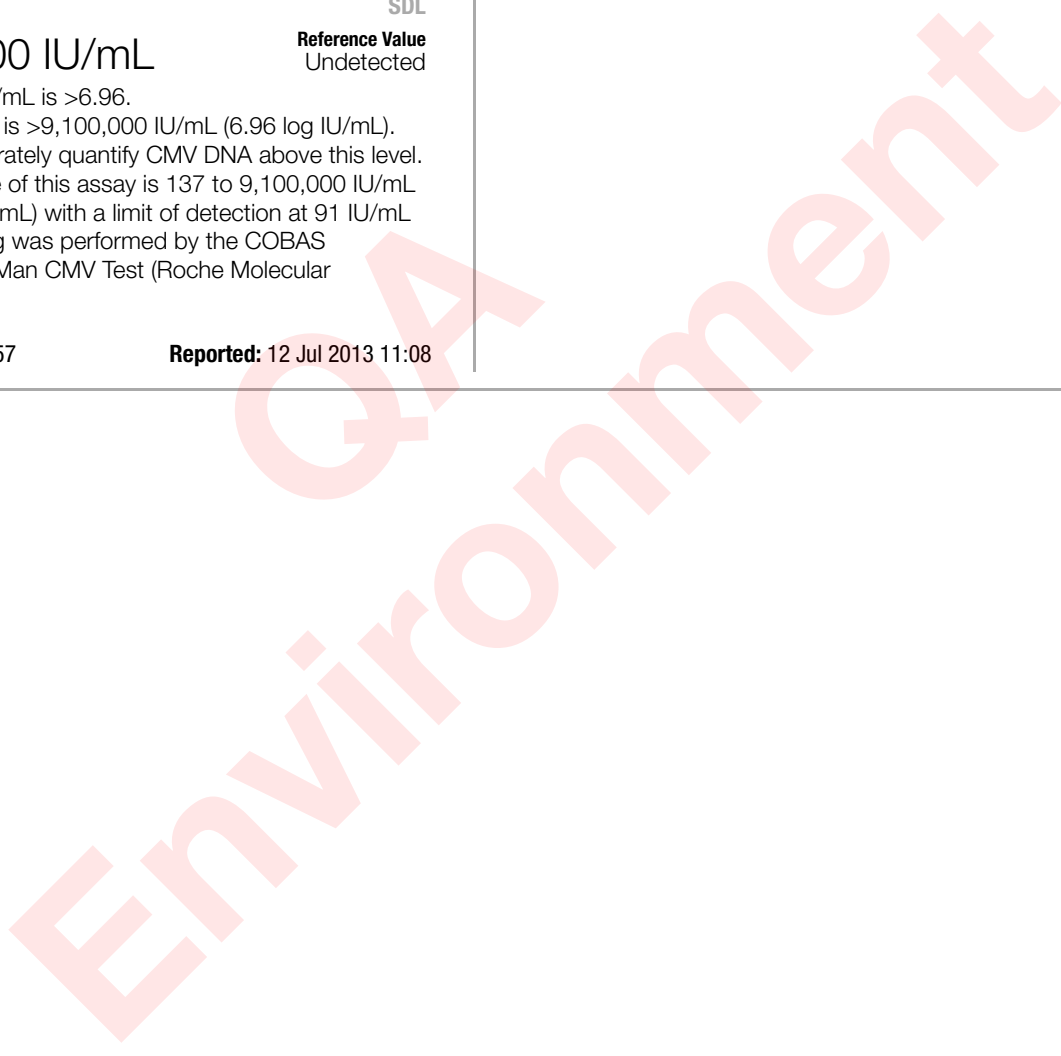 SDL
00 IU/mL
Reference Value
Undetected
/mL is >6.96.
is >9,100,000 IU/mL (6.96 log IU/mL).
rately quantify CMV DNA above this level.
e of this assay is 137 to 9,100,000 IU/mL
mL) with a limit of detection at 91 IU/mL
g was performed by the COBAS
Man CMV Test (Roche Molecular
57
Reported: 12 Jul 2013 11:08
QA
Environment